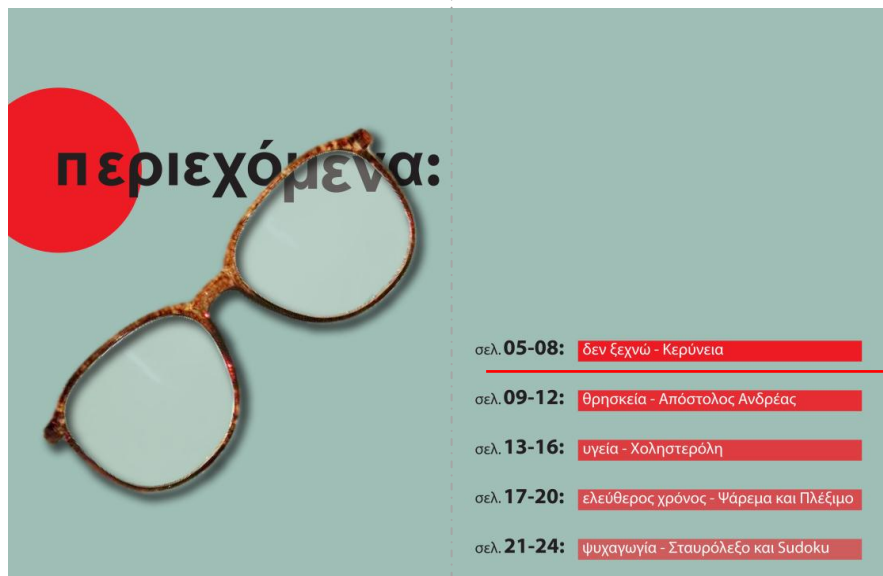 περιεχόμενα:
σελ. 05-08: δεν ξεχνώ - Κερύνεια
σελ. 09-12: θρησκεία - Απόστολος Ανδρέας
σελ. 13-16: υγεία - Χοληστερόλη
σελ. 17-20: ελεύθερος χρόνος - Ψάρεμα και Πλέξιμο
σελ. 21-24: ψυχαγωγία - Σταυρόλεξο και Sudoku